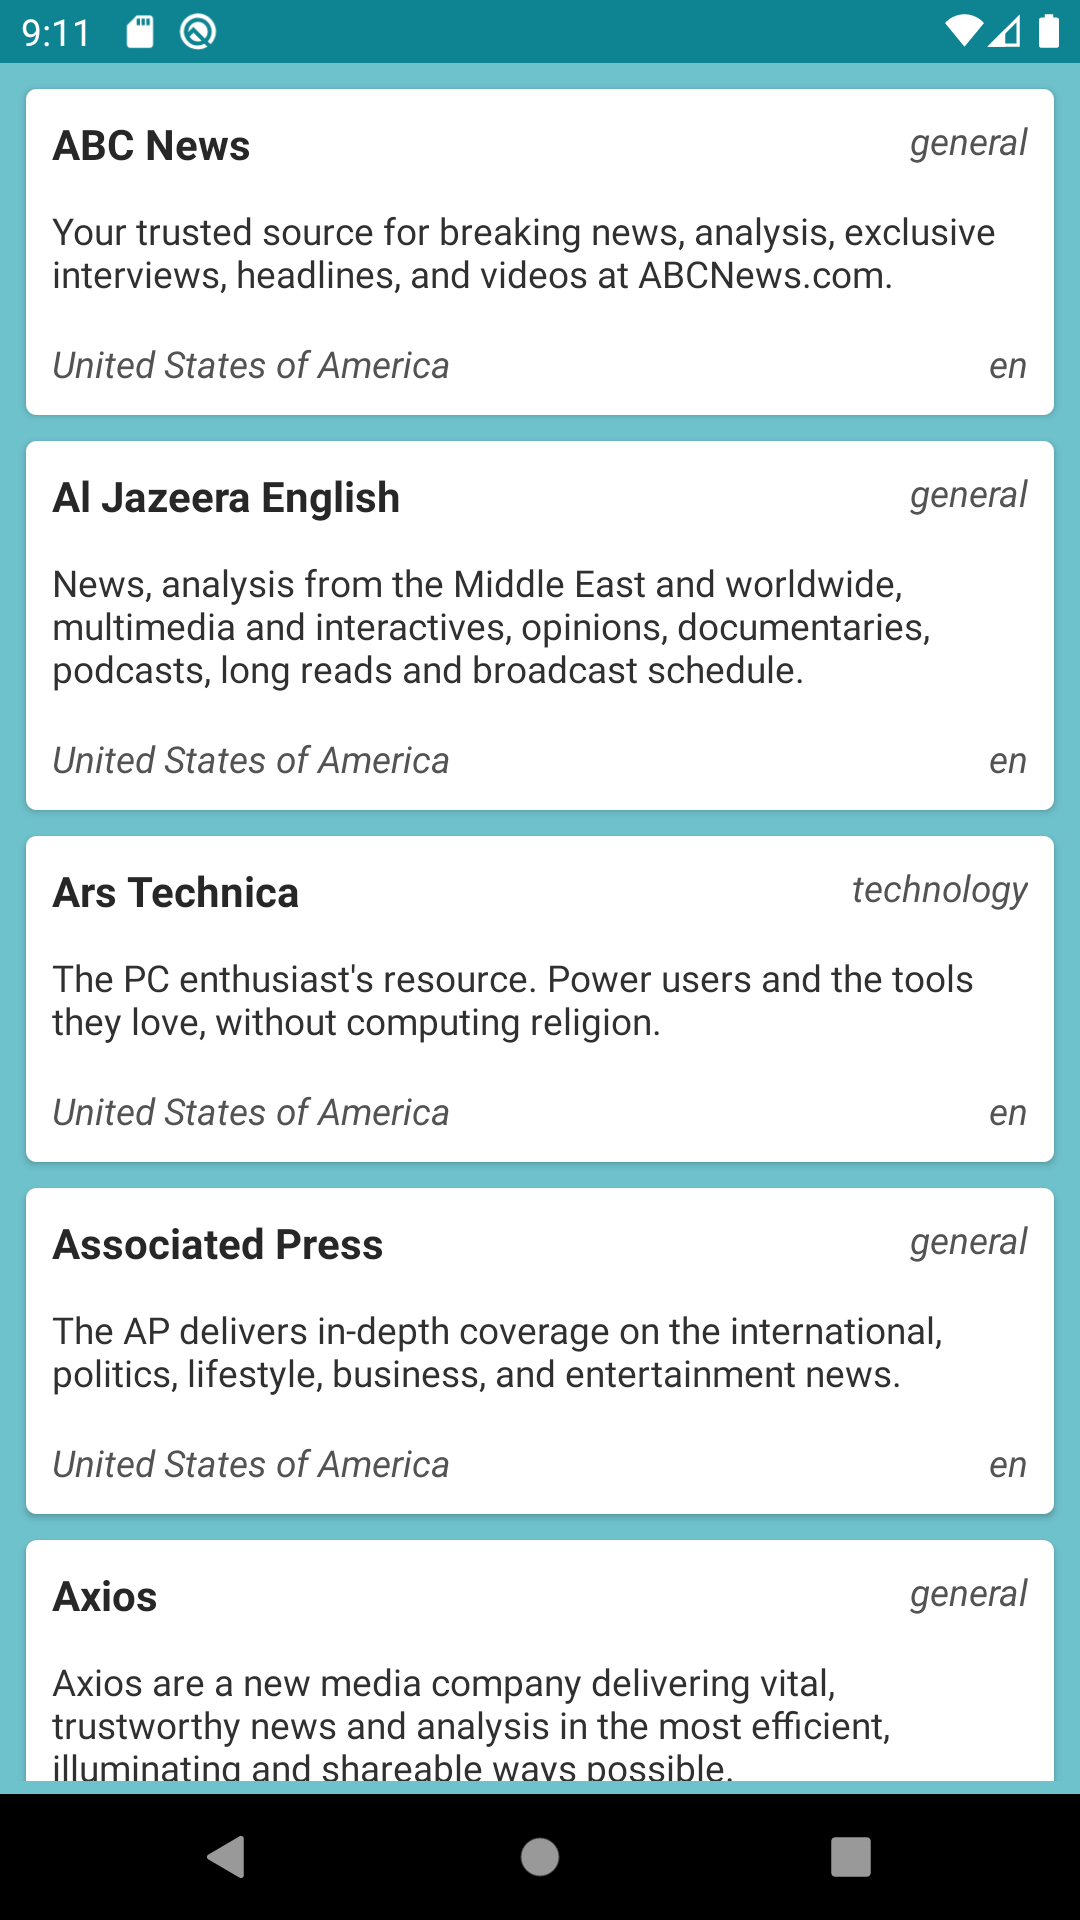 9:11
ABC News general
Your trusted source for breaking news, analysis, exclusive
interviews, headlines, and videos at ABCNews.com.
United States of America en
Al Jazeera English general
News, analysis from the Middle East and worldwide,
multimedia and interactives, opinions, documentaries,
podcasts, long reads and broadcast schedule.
United States of America en
Ars Technica technology
The PC enthusiast's resource. Power users and the tools
they love, without computing religion.
United States of America en
Associated Press general
The AP delivers in-depth coverage on the international,
politics, lifestyle, business, and entertainment news.
United States of America en
Axios general
Axios are a new media company delivering vital,
trustworthy news and analysis in the most efficient,
illuminating and shareable ways possible.